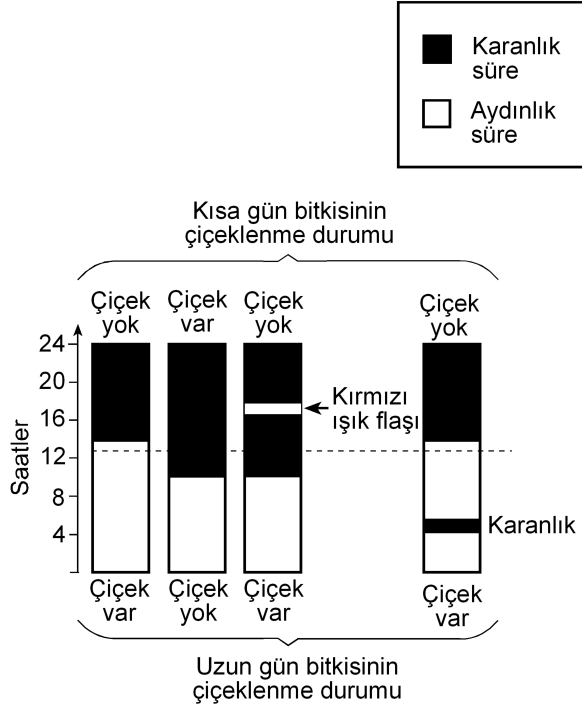 Karanlık
süre
Aydınlık
süre
Kısa gün bitkisinin
çiçeklenme durumu
Çiçek
yok
Çiçek
var
Çiçek
yok
Çiçek
yok
24
20
16
12
8
4
Saatler
Kırmızı
ışık flaşı
Karanlık
Çiçek
var
Çiçek
yok
Çiçek
var
Çiçek
var
Uzun gün bitkisinin
çiçeklenme durumu